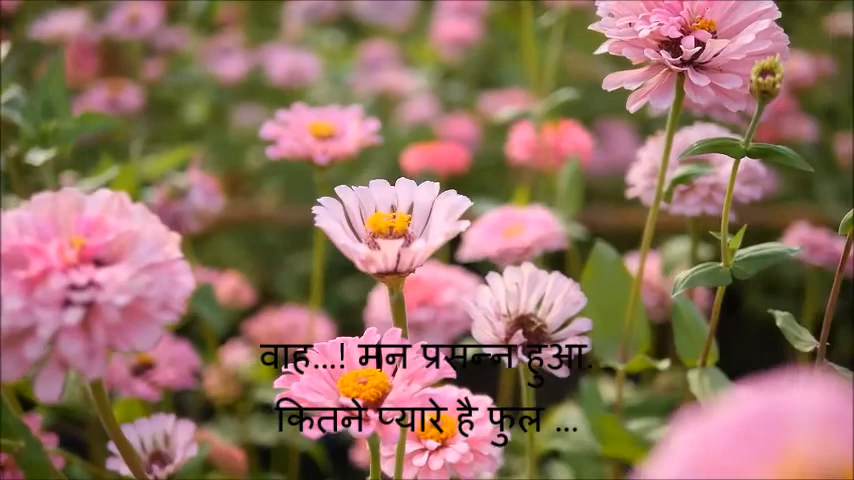 वाह...! मन प्रसन्न हुआ.
कितने प्यारे है फुल ...